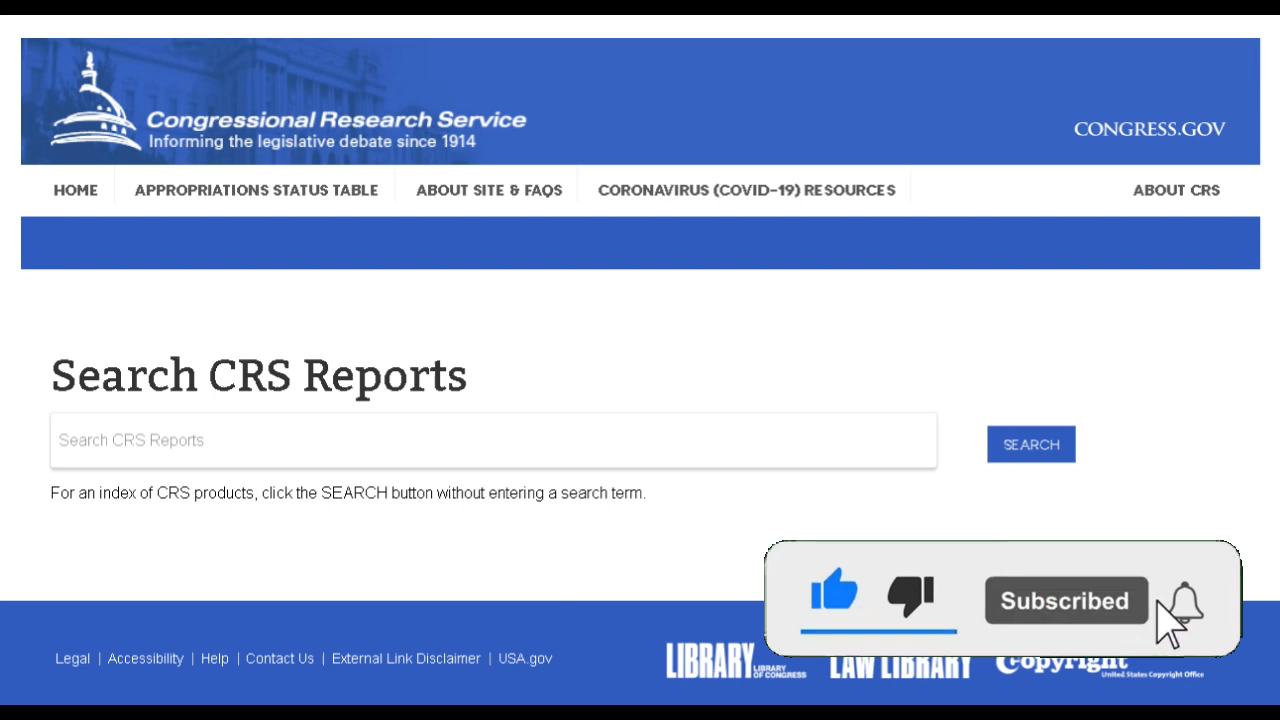 Congressional Research Service
Informing the legislative debate since 1914
CONGRESS.GOV
HOME APPROPRIATIONS STATUS TABLE ABOUT SITE & FAQS CORONAVIRUS (COVID-19) RESOURCES ABOUT CRS
Search CRS Reports
Search CRS Reports
SEARCH
For an index of CRS products, click the SEARCH button without entering a search term.
Subscribed
Legal | Accessibility | Help | Contact Us | External Link Disclaimer | USA.gov
LIBRARY LIBRARY OF CONGRESS
LAW LIBRARY
Copyright
United States Copyright Office